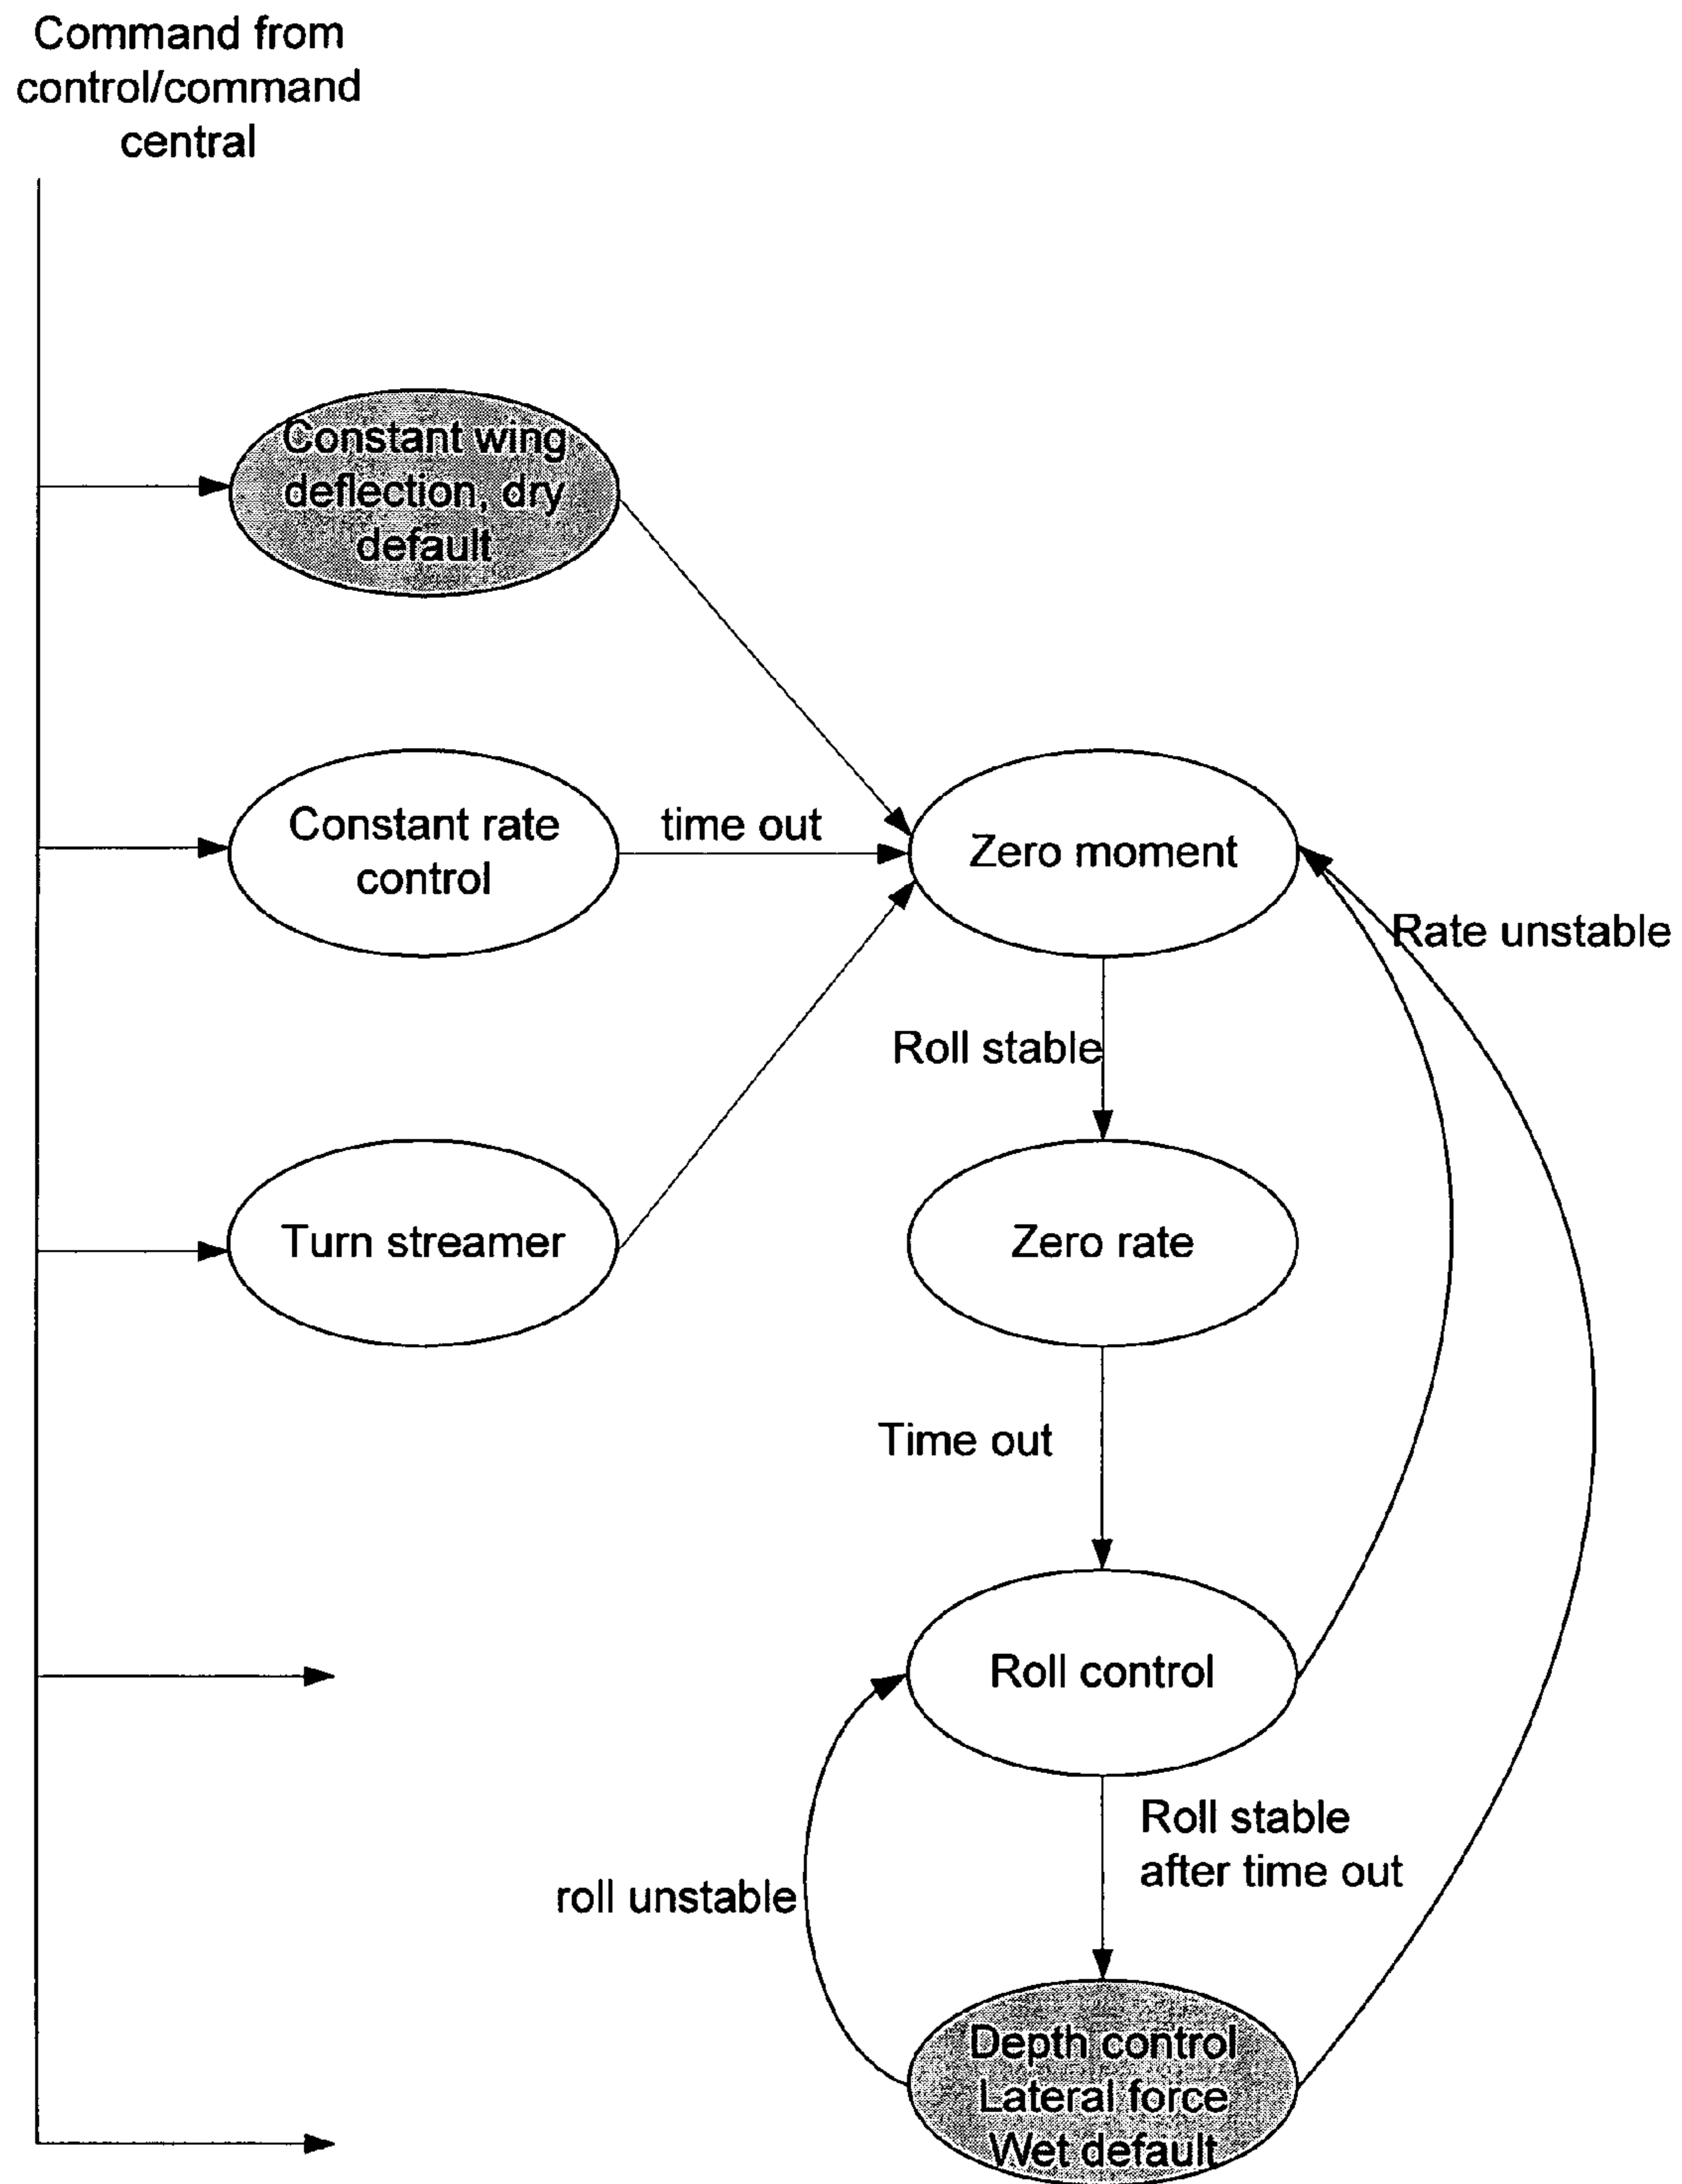 Command from
control/command
central
Constant wing
deflection, dry
default
Constant rate
control
time out
Zero moment
Rate unstable
Roll stable
Turn streamer
Zero rate
Time out
Roll control
Roll stable
after time out
roll unstable
Depth control
Lateral force
Wet default